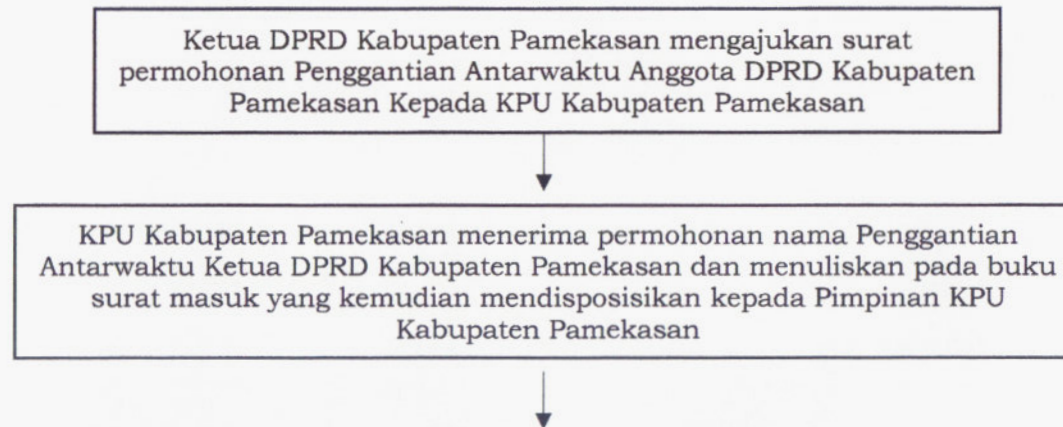 Ketua DPRD Kabupaten Pamekasan mengajukan surat
permohonan Penggantian Antarwaktu Anggota DPRD Kabupaten
Pamekasan Kepada KPU Kabupaten Pamekasan
KPU Kabupaten Pamekasan menerima permohonan nama Penggantian
Antarwaktu Ketua DPRD Kabupaten Pamekasan dan menuliskan pada buku
surat masuk yang kemudian mendisposisikan kepada Pimpinan KPU
Kabupaten Pamekasan